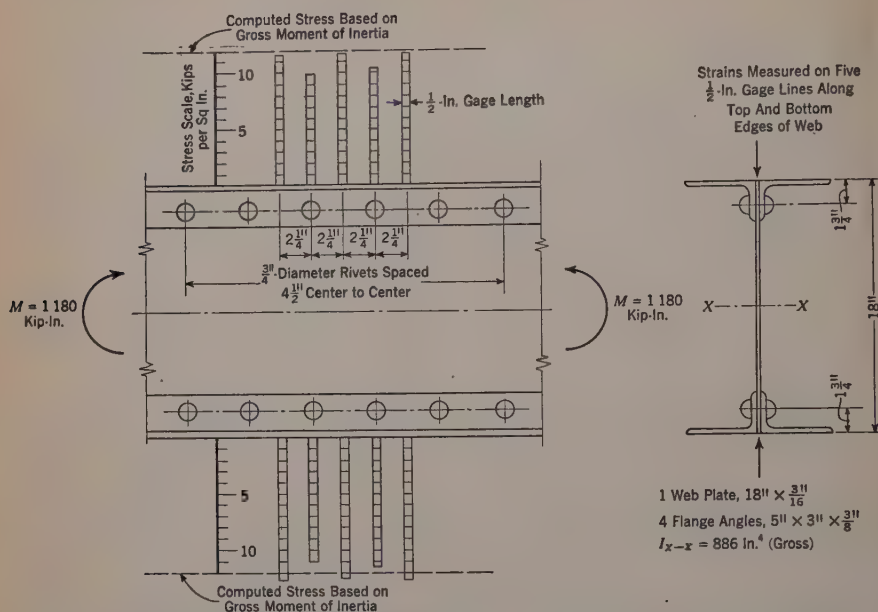 Computed Stress Based on
Gross Moment of Inertia
Stress Scale, Kips
per Sq In.
10
5
1/2-In. Gage Length
2 1/4" 2 1/4" 2 1/4" 2 1/4"
3/4"-Diameter Rivets Spaced
4 1/2" Center to Center
M = 1 180
Kip-In.
M = 1 180
Kip-In.
5
10
Computed Stress Based on
Gross Moment of Inertia
Strains Measured on Five
1/2-In. Gage Lines Along
Top And Bottom
Edges of Web
1 3/4"
X X
18"
1 3/4"
1 Web Plate, 18" × 3/16"
4 Flange Angles, 5" × 3" × 3/8"
Ix-x = 886 In.⁴ (Gross)